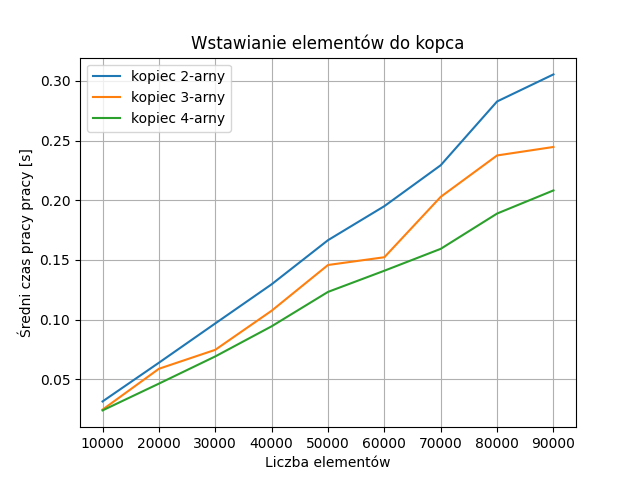 Wstawianie elementów do kopca
kopiec 2-arny
kopiec 3-arny
kopiec 4-arny
Średni czas pracy pracy [s]
0.30
0.25
0.20
0.15
0.10
0.05
10000 20000 30000 40000 50000 60000 70000 80000 90000
Liczba elementów